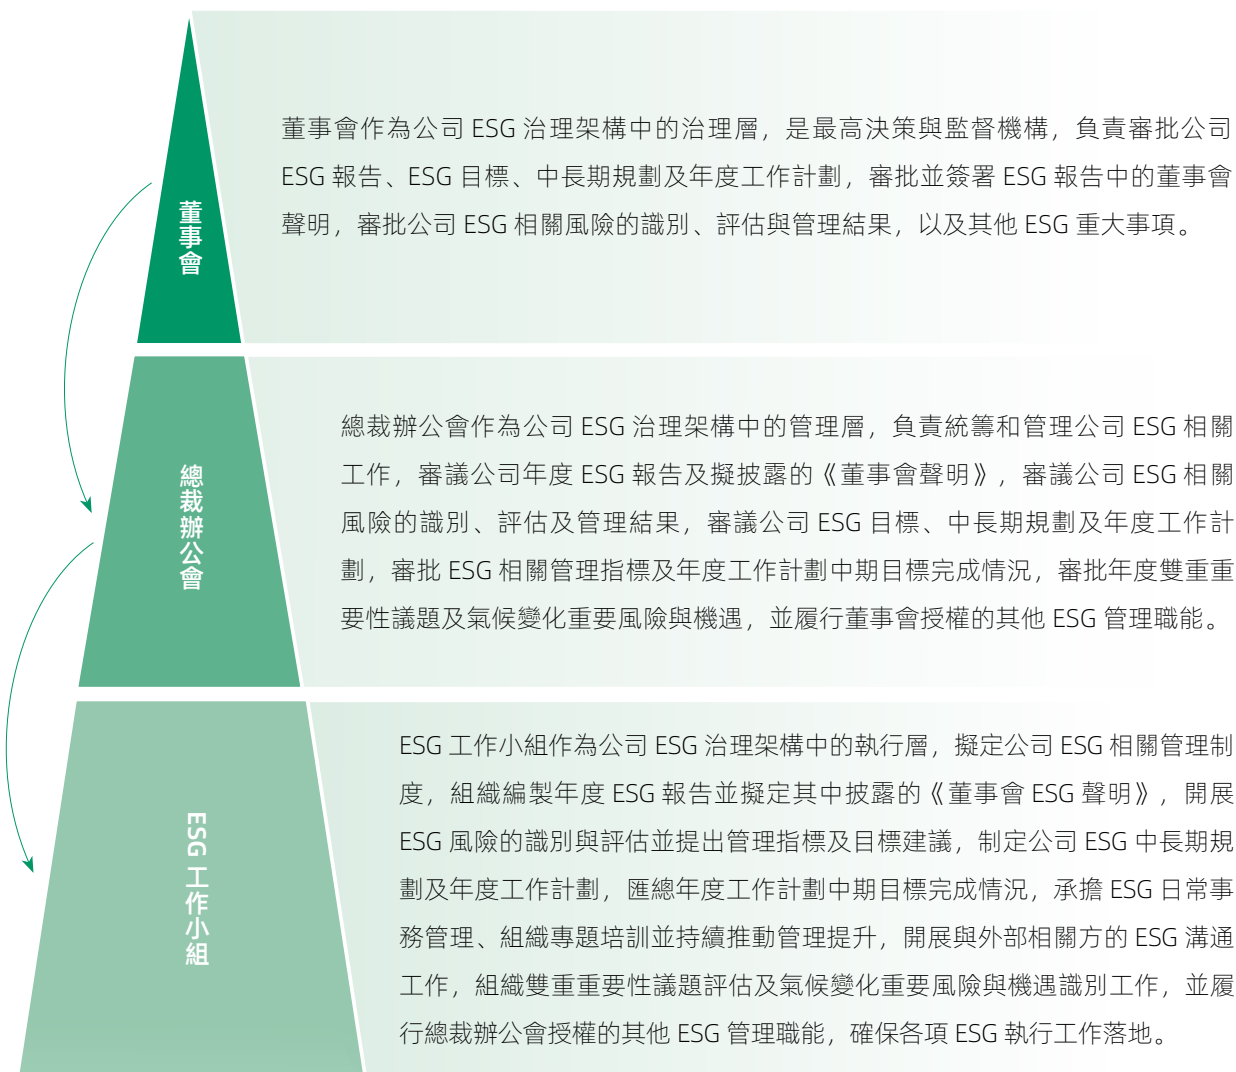 董事會
董事會作為公司 ESG 治理架構中的治理層，是最高決策與監督機構，負責審批公司
ESG 報告、ESG 目標、中長期規劃及年度工作計劃，審批並簽署 ESG 報告中的董事會
聲明，審批公司 ESG 相關風險的識別、評估與管理結果，以及其他 ESG 重大事項。
總裁辦公會
總裁辦公會作為公司 ESG 治理架構中的管理層，負責統籌和管理公司 ESG 相關
工作，審議公司年度 ESG 報告及擬披露的《董事會聲明》，審議公司 ESG 相關
風險的識別、評估及管理結果，審議公司 ESG 目標、中長期規劃及年度工作計
劃，審批 ESG 相關管理指標及年度工作計劃中期目標完成情況，審批年度雙重重
要性議題及氣候變化重要風險與機遇，並履行董事會授權的其他 ESG 管理職能。
ESG 工作小組
ESG 工作小組作為公司 ESG 治理架構中的執行層，擬定公司 ESG 相關管理制
度，組織編製年度 ESG 報告並擬定其中披露的《董事會 ESG 聲明》，開展
ESG 風險的識別與評估並提出管理指標及目標建議，制定公司 ESG 中長期規
劃及年度工作計劃，匯總年度工作計劃中期目標完成情況，承擔 ESG 日常事
務管理、組織專題培訓並持續推動管理提升，開展與外部相關方的 ESG 溝通
工作，組織雙重重要性議題評估及氣候變化重要風險與機遇識別工作，並履
行總裁辦公會授權的其他 ESG 管理職能，確保各項 ESG 執行工作落地。